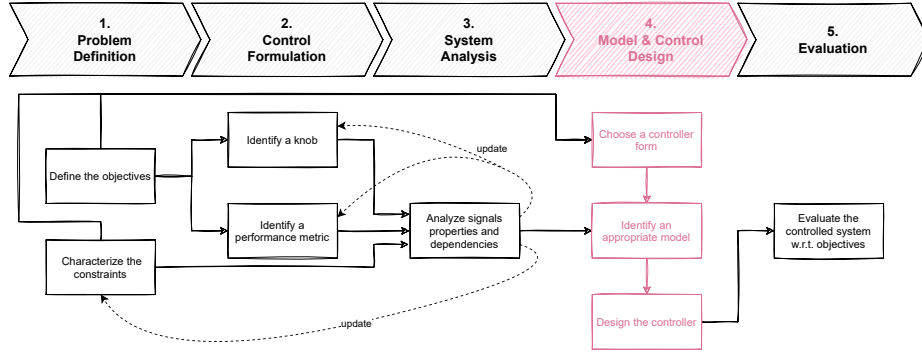 1.
Problem
Definition
2.
Control
Formulation
3.
System
Analysis
4.
Model & Control
Design
5.
Evaluation
Identify a knob
Choose a controller
form
update
Define the objectives
Identify a
performance metric
Analyze signals
properties and
dependencies
Identify an
appropriate model
Evaluate the
controlled system
w.r.t. objectives
Characterize the
constraints
update
Design the controller